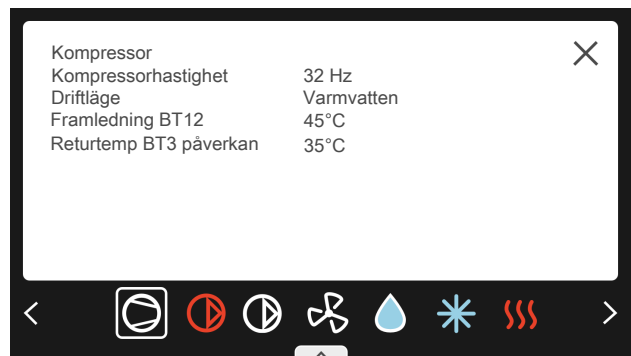 Kompressor
Kompressorhastighet 32 Hz
Driftläge Varmvatten
Framledning BT12 45°C
Returtemp BT3 påverkan 35°C